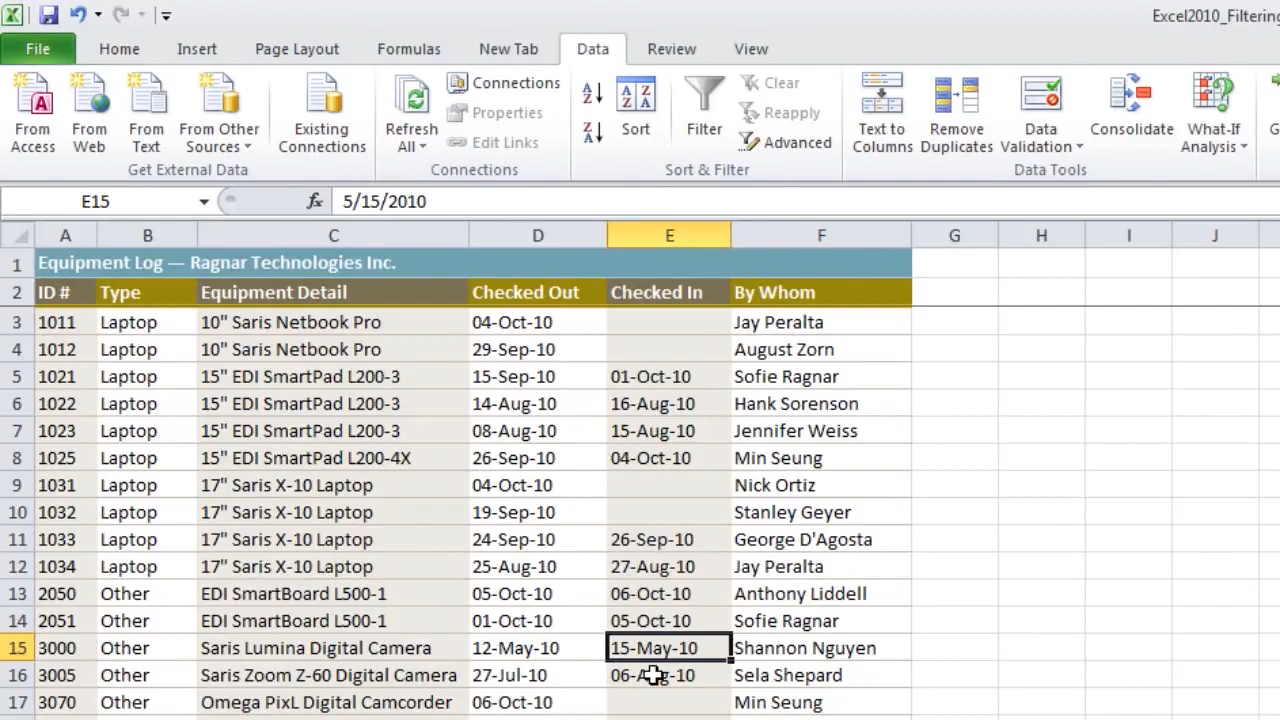 Excel2010_Filtering
File Home Insert Page Layout Formulas New Tab Data Review View
From Access From Web From Text From Other Sources Existing Connections Refresh All Connections Properties Edit Links Sort Filter Clear Reapply Advanced Text to Columns Remove Duplicates Data Validation Consolidate What-If Analysis
Get External Data Connections Sort & Filter Data Tools
E15 fx 5/15/2010
A B C D E F G H I J
1 Equipment Log — Ragnar Technologies Inc.
2 ID # Type Equipment Detail Checked Out Checked In By Whom
3 1011 Laptop 10" Saris Netbook Pro 04-Oct-10 Jay Peralta
4 1012 Laptop 10" Saris Netbook Pro 29-Sep-10 August Zorn
5 1021 Laptop 15" EDI SmartPad L200-3 15-Sep-10 01-Oct-10 Sofie Ragnar
6 1022 Laptop 15" EDI SmartPad L200-3 14-Aug-10 16-Aug-10 Hank Sorenson
7 1023 Laptop 15" EDI SmartPad L200-3 08-Aug-10 15-Aug-10 Jennifer Weiss
8 1025 Laptop 15" EDI SmartPad L200-4X 26-Sep-10 04-Oct-10 Min Seung
9 1031 Laptop 17" Saris X-10 Laptop 04-Oct-10 Nick Ortiz
10 1032 Laptop 17" Saris X-10 Laptop 19-Sep-10 Stanley Geyer
11 1033 Laptop 17" Saris X-10 Laptop 24-Sep-10 26-Sep-10 George D'Agosta
12 1034 Laptop 17" Saris X-10 Laptop 25-Aug-10 27-Aug-10 Jay Peralta
13 2050 Other EDI SmartBoard L500-1 05-Oct-10 06-Oct-10 Anthony Liddell
14 2051 Other EDI SmartBoard L500-1 01-Oct-10 05-Oct-10 Sofie Ragnar
15 3000 Other Saris Lumina Digital Camera 12-May-10 15-May-10 Shannon Nguyen
16 3005 Other Saris Zoom Z-60 Digital Camera 27-Jul-10 06-Aug-10 Sela Shepard
17 3070 Other Omega PixL Digital Camcorder 06-Oct-10 Min Seung